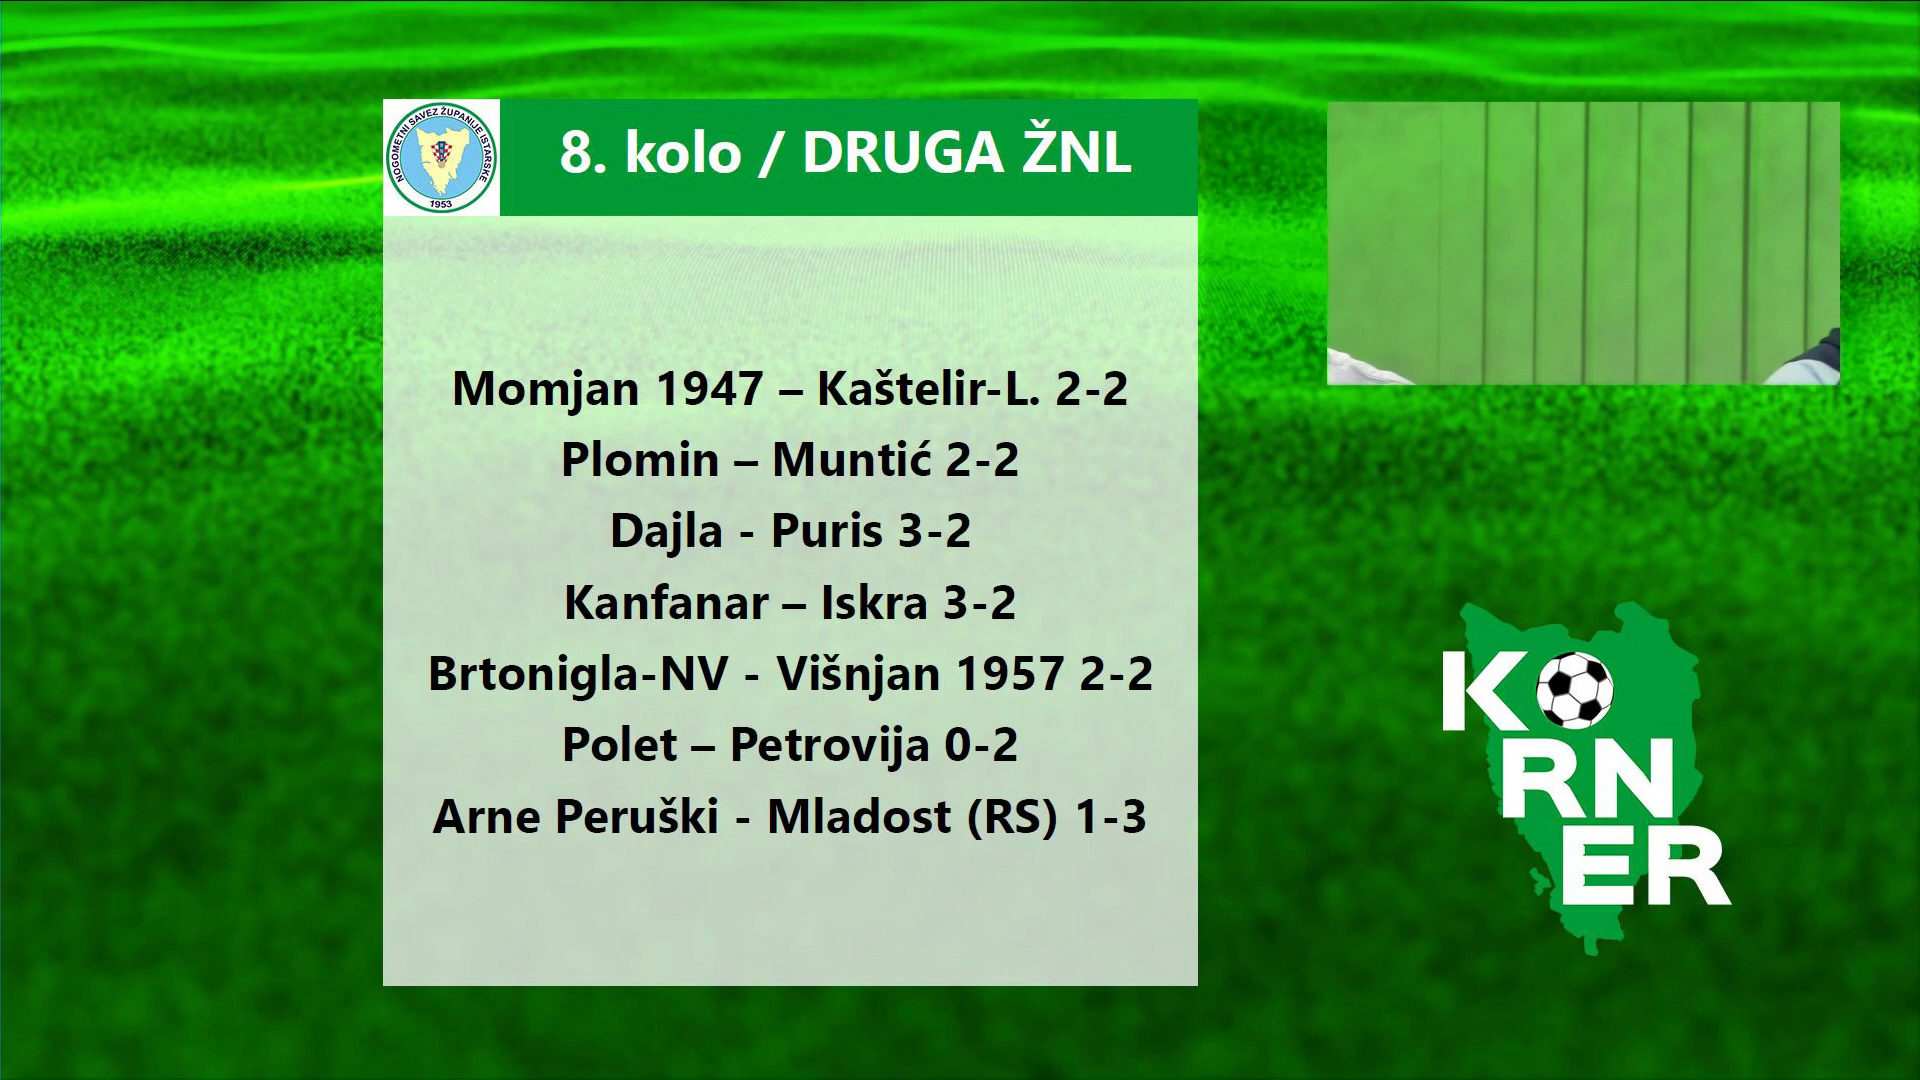 NOGOMETNI SAVEZ ŽUPANIJE ISTARSKE
1953
8. kolo / DRUGA ŽNL
Momjan 1947 – Kaštelir-L. 2-2
Plomin – Muntić 2-2
Dajla - Puris 3-2
Kanfanar – Iskra 3-2
Brtonigla-NV - Višnjan 1957 2-2
Polet – Petrovija 0-2
Arne Peruški - Mladost (RS) 1-3
KORNER